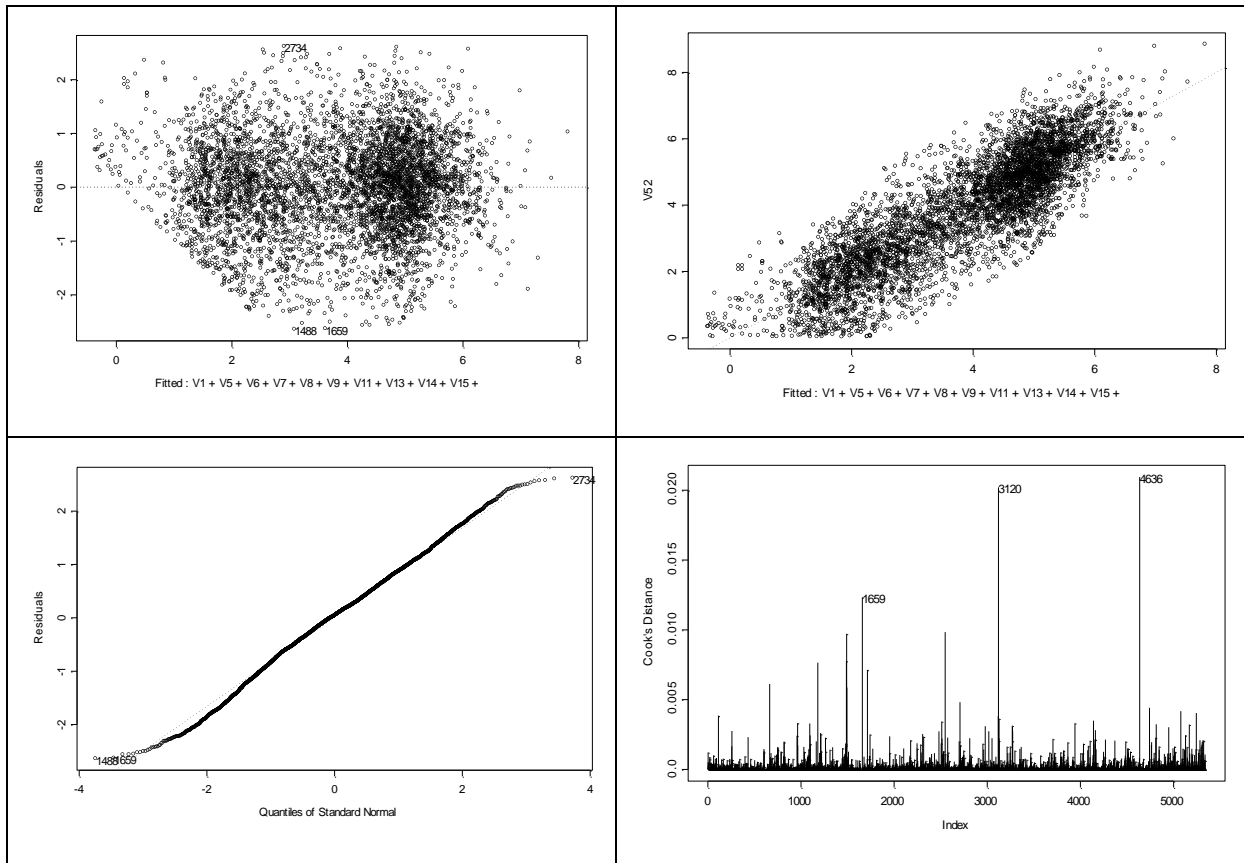 2734
2
1
0
-1
-2
Residuals
1488 1659
0 2 4 6 8
Fitted : V1 + V5 + V6 + V7 + V8 + V9 + V11 + V13 + V14 + V15 +
8
6
4
2
0
V52
0 2 4 6 8
Fitted : V1 + V5 + V6 + V7 + V8 + V9 + V11 + V13 + V14 + V15 +
2734
2
1
0
-1
-2
Residuals
1488 1659
-4 -2 0 2 4
Quantiles of Standard Normal
0.020
0.015
0.010
0.005
0.0
Cook's Distance
4636
3120
1659
0 1000 2000 3000 4000 5000
Index